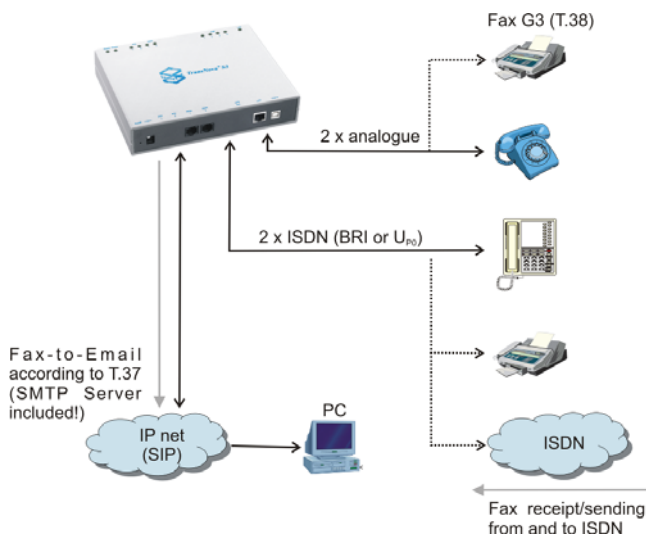 Fax G3 (T.38)
2 x analogue
2 x ISDN (BRI or UP0)
Fax-to-Email
according to T.37
(SMTP Server
included!)
IP net
(SIP)
PC
ISDN
Fax receipt/sending
from and to ISDN